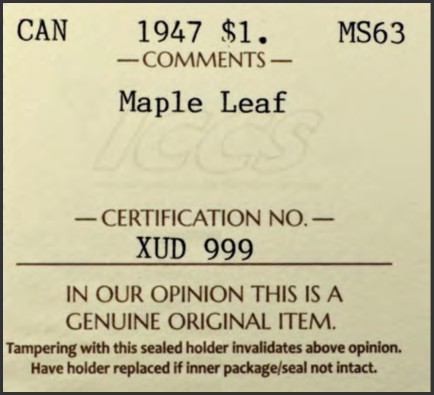 CAN 1947 $1. MS63
— COMMENTS —
Maple Leaf
ICCS
— CERTIFICATION NO. —
XUD 999
IN OUR OPINION THIS IS A
GENUINE ORIGINAL ITEM.
Tampering with this sealed holder invalidates above opinion.
Have holder replaced if inner package/seal not intact.